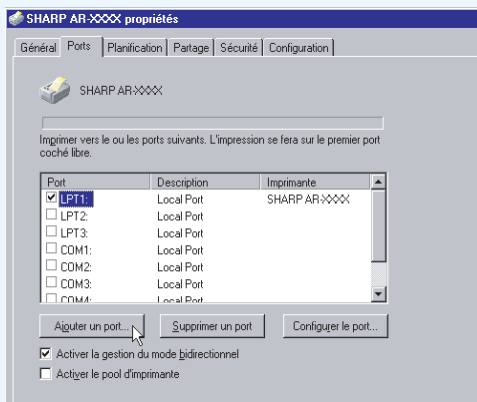 SHARP AR-XXXX propriétés
Général Ports Planification Partage Sécurité Configuration
SHARP AR-XXXX
Imprimer vers le ou les ports suivants. L'impression se fera sur le premier port
coché libre.
Port Description Imprimante
LPT1: Local Port SHARP AR-XXXX
LPT2: Local Port
LPT3: Local Port
COM1: Local Port
COM2: Local Port
COM3: Local Port
COM4: Local Port
Ajouter un port... Supprimer un port Configurer le port...
Activer la gestion du mode bidirectionnel
Activer le pool d'imprimante